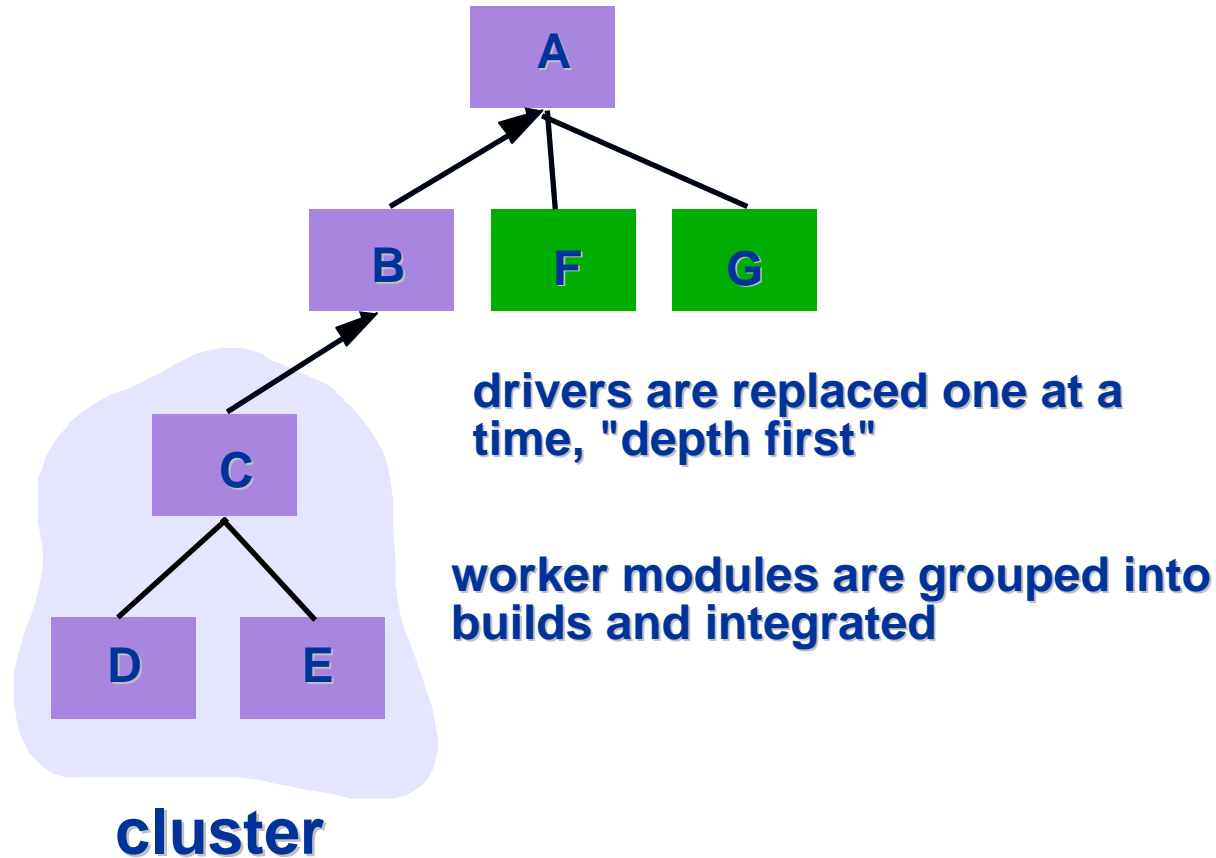 A
B
F
G
drivers are replaced one at a
time, "depth first"
C
worker modules are grouped into
builds and integrated
D
E
cluster